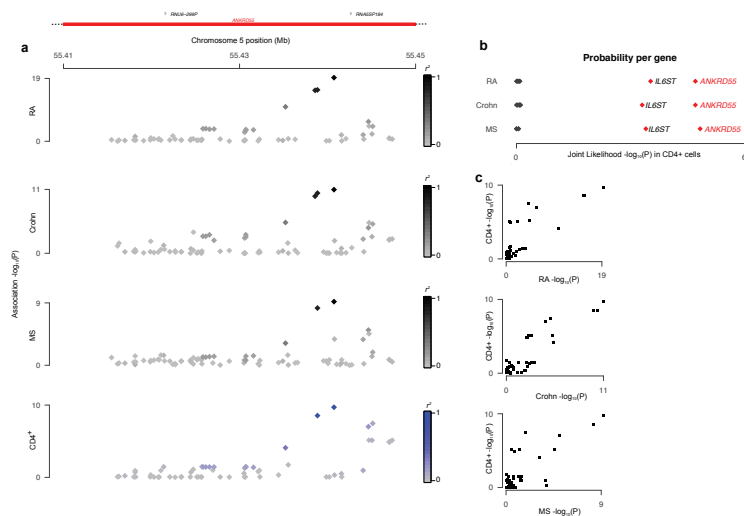 RNU6-299P
ANKRD55
RNA5SP184
a
Chromosome 5 position (Mb)
55.41
55.43
55.45
Association -log₁₀(P)
RA
19
0
r²
1
0
Crohn
11
0
r²
1
0
MS
9
0
r²
1
0
CD4⁺
10
0
r²
1
0
b
Probability per gene
RA
IL6ST
ANKRD55
Crohn
IL6ST
ANKRD55
MS
IL6ST
ANKRD55
0
6
Joint Likelihood -log₁₀(P) in CD4+ cells
c
CD4+ -log₁₀(P)
10
0
0
19
RA -log₁₀(P)
CD4+ -log₁₀(P)
10
0
0
11
Crohn -log₁₀(P)
CD4+ -log₁₀(P)
10
0
0
9
MS -log₁₀(P)